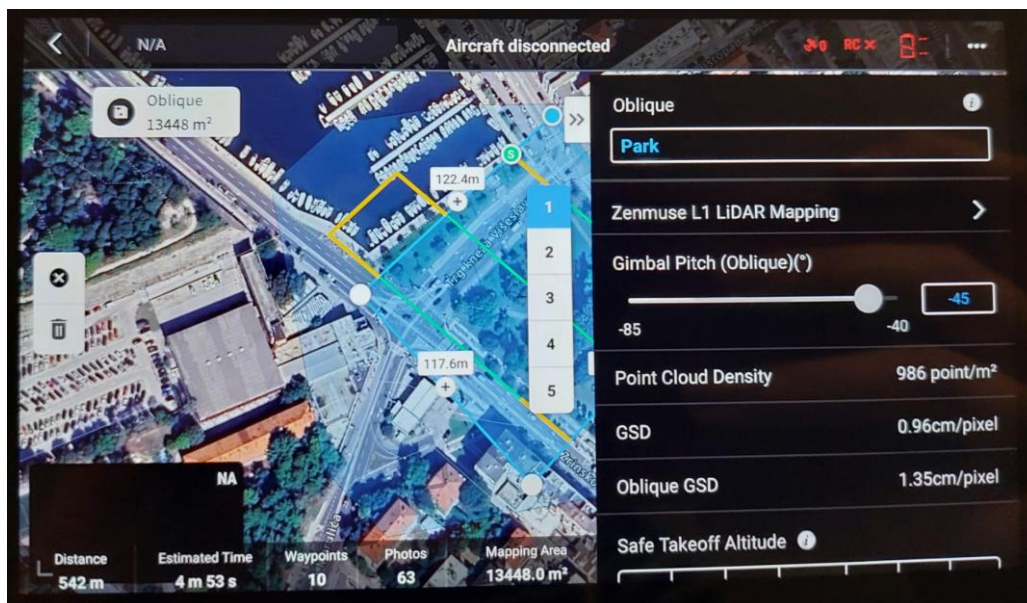 N/A
Aircraft disconnected
0
RC
Oblique
13448 m²
122.4m
S
1
2
3
4
5
117.6m
NA
Distance
542 m
Estimated Time
4 m 53 s
Waypoints
10
Photos
63
Mapping Area
13448.0 m²
Oblique
Park
Zenmuse L1 LiDAR Mapping
Gimbal Pitch (Oblique)(°)
-45
-85
-40
Point Cloud Density
986 point/m²
GSD
0.96cm/pixel
Oblique GSD
1.35cm/pixel
Safe Takeoff Altitude